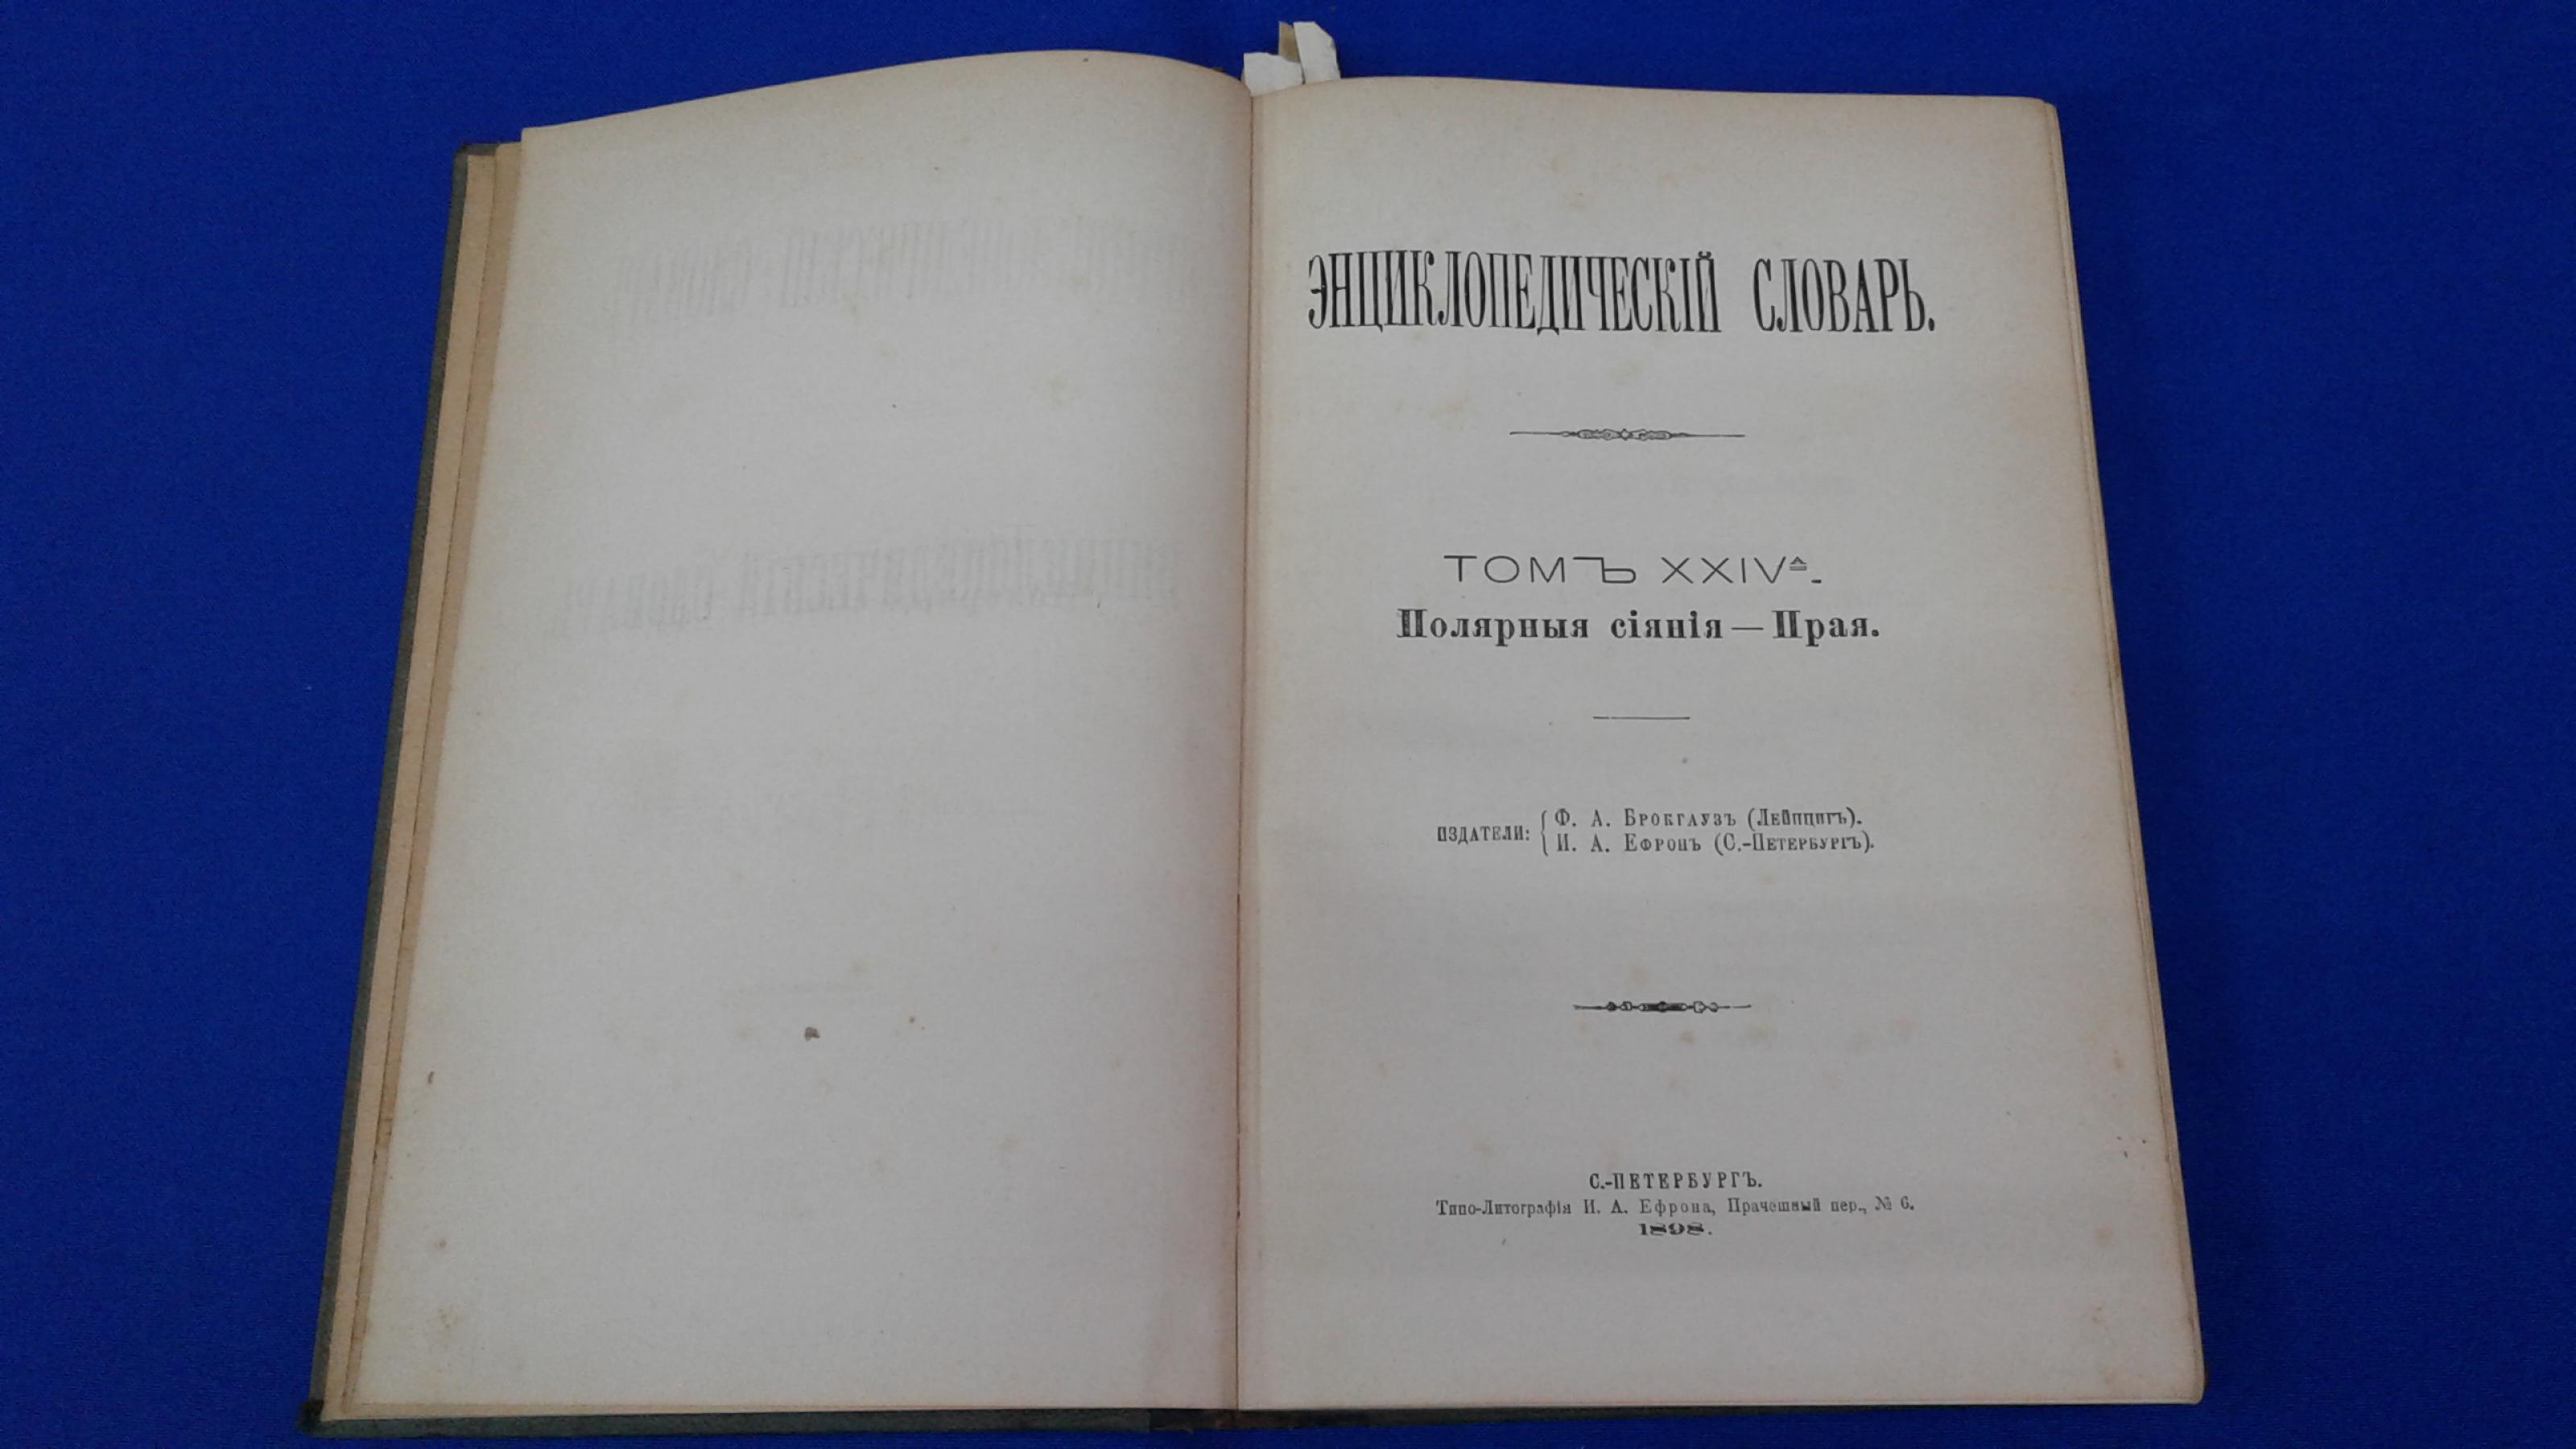 ЭНЦИКЛОПЕДИЧЕСКІЙ СЛОВАРЬ.
ТОМЪ XXIVᴬ.
Полярныя сіянія — Прая.
ИЗДАТЕЛИ:
Ф. А. Брокгаузъ (Лейпцигъ).
И. А. Ефронъ (С.-Петербургъ).
С.-ПЕТЕРБУРГЪ.
Типо-Литографія И. А. Ефрона, Прачешный пер., № 6.
1898.